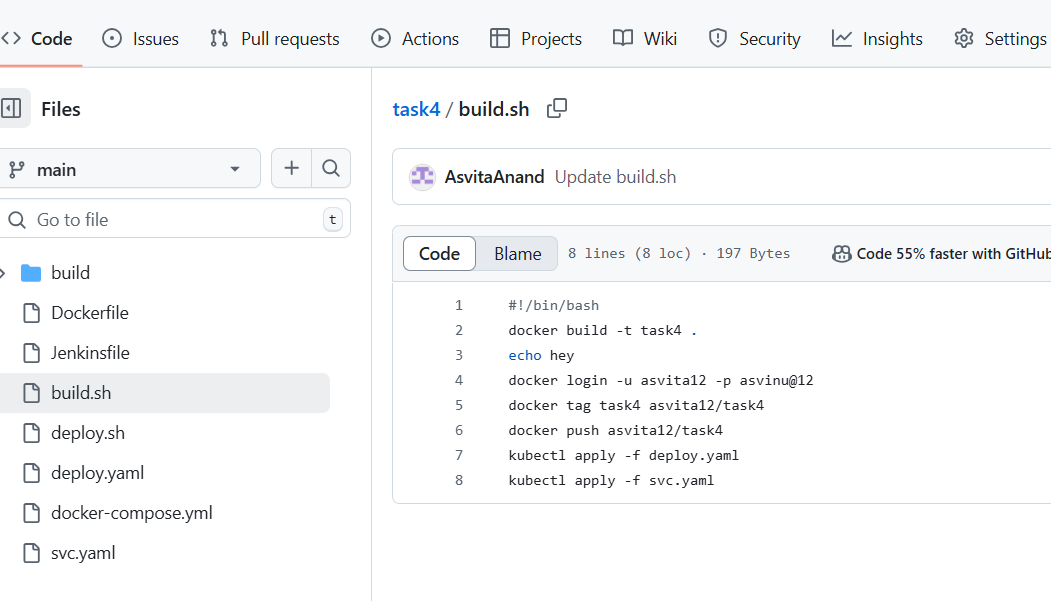 Code Issues Pull requests Actions Projects Wiki Security Insights Settings
Files
main
Go to file t
build
Dockerfile
Jenkinsfile
build.sh
deploy.sh
deploy.yaml
docker-compose.yml
svc.yaml
task4 / build.sh
AsvitaAnand Update build.sh
Code Blame 8 lines (8 loc) · 197 Bytes Code 55% faster with GitHub
1 #!/bin/bash
2 docker build -t task4 .
3 echo hey
4 docker login -u asvita12 -p asvinu@12
5 docker tag task4 asvita12/task4
6 docker push asvita12/task4
7 kubectl apply -f deploy.yaml
8 kubectl apply -f svc.yaml